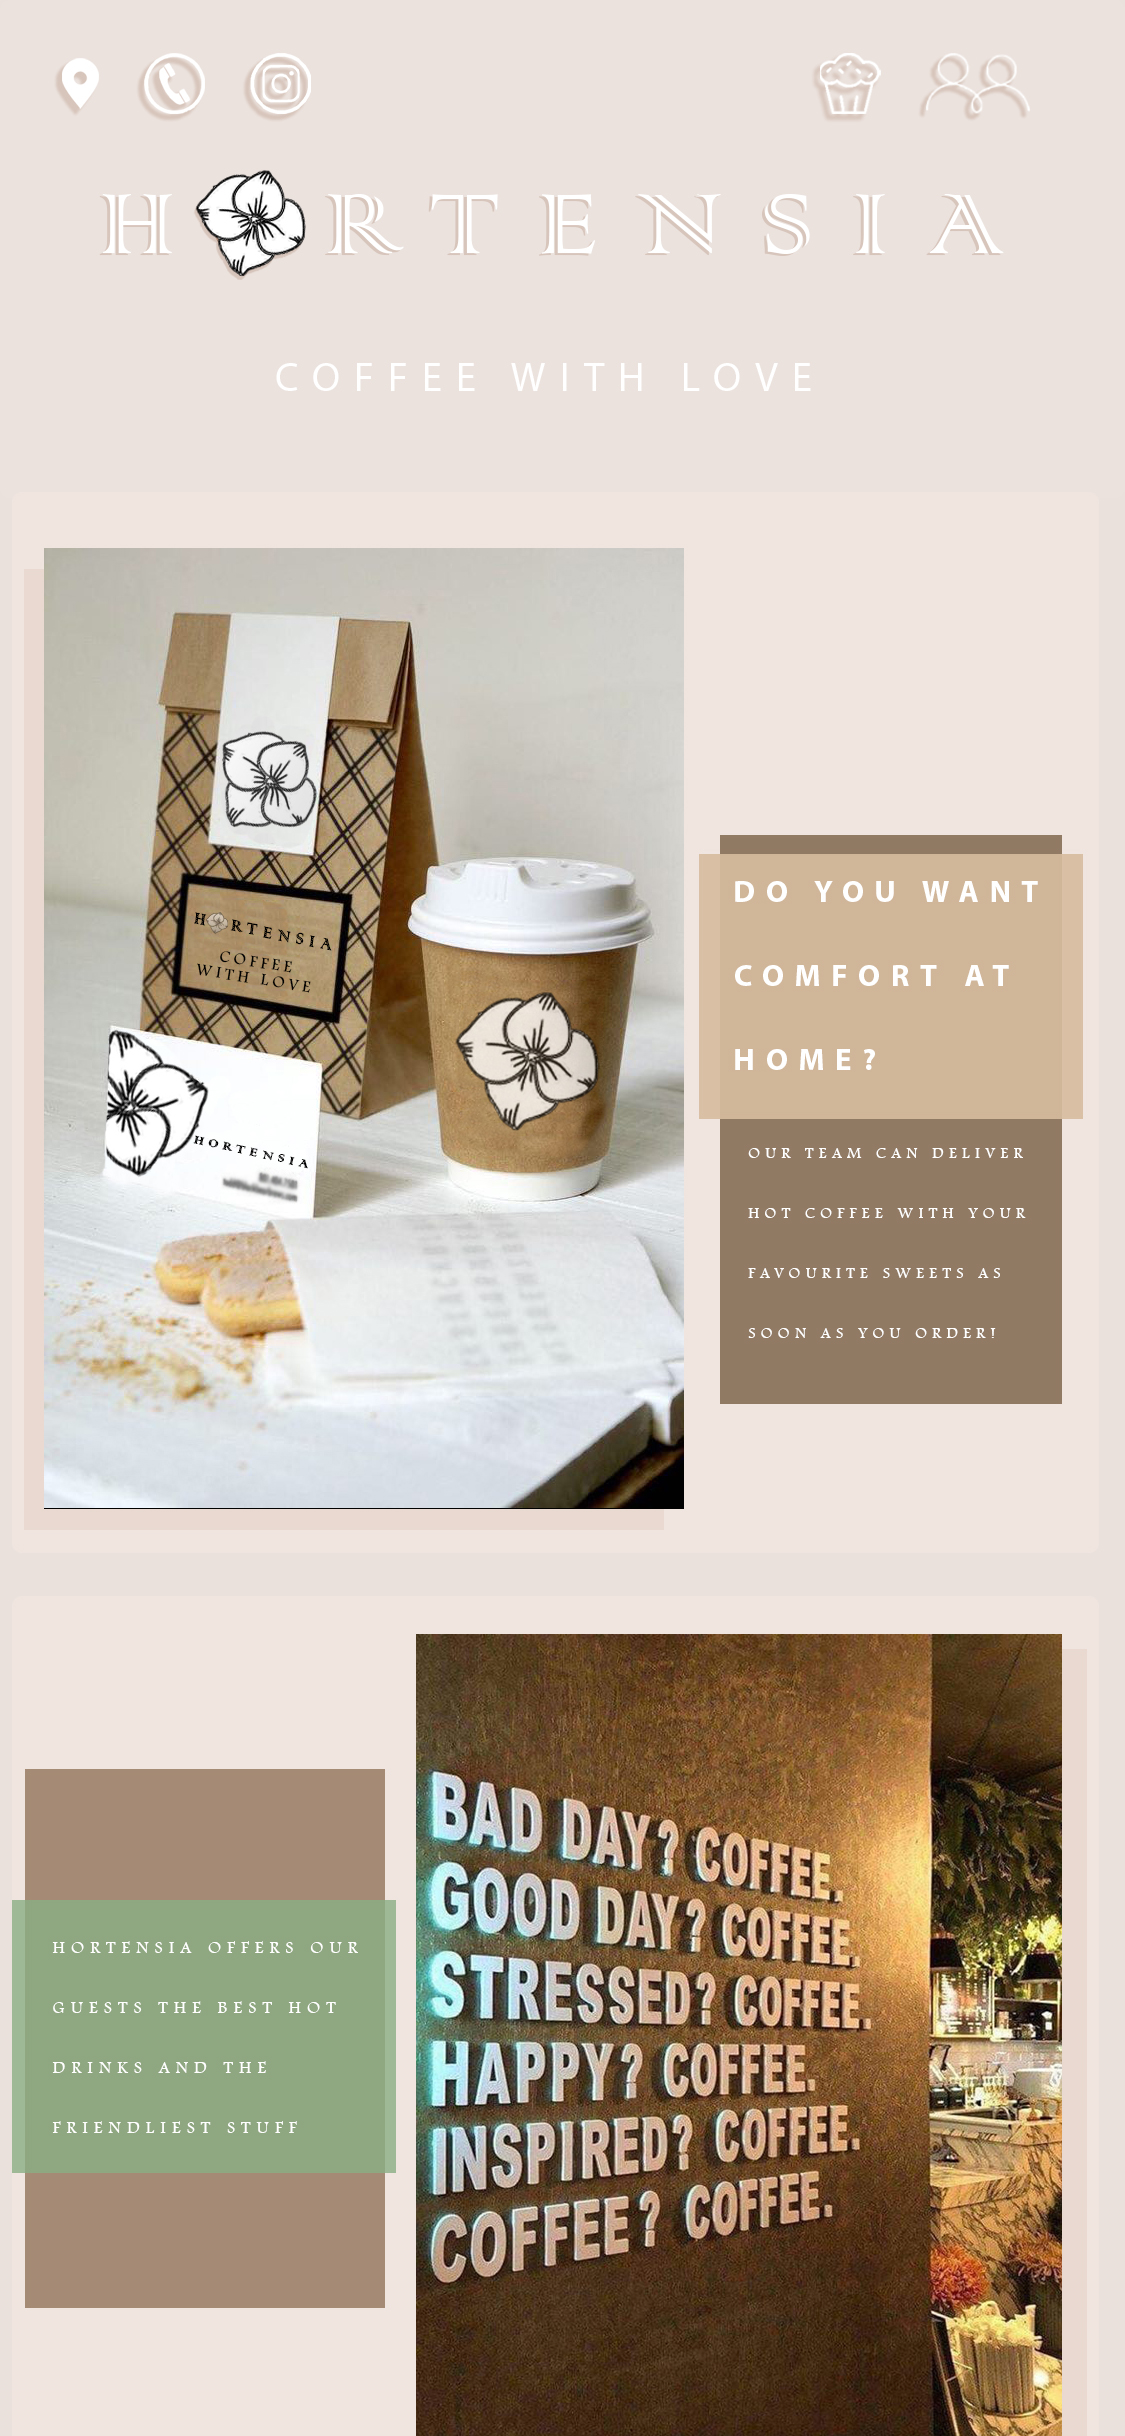 H RTENSIA
COFFEE WITH LOVE
H RTENSIA
COFFEE
WITH LOVE
HORTENSIA
DO YOU WANT
COMFORT AT
HOME?
OUR TEAM CAN DELIVER
HOT COFFEE WITH YOUR
FAVOURITE SWEETS AS
SOON AS YOU ORDER!
HORTENSIA OFFERS OUR
GUESTS THE BEST HOT
DRINKS AND THE
FRIENDLIEST STUFF
BAD DAY? COFFEE.
GOOD DAY? COFFEE.
STRESSED? COFFEE.
HAPPY? COFFEE.
INSPIRED? COFFEE.
COFFEE? COFFEE.